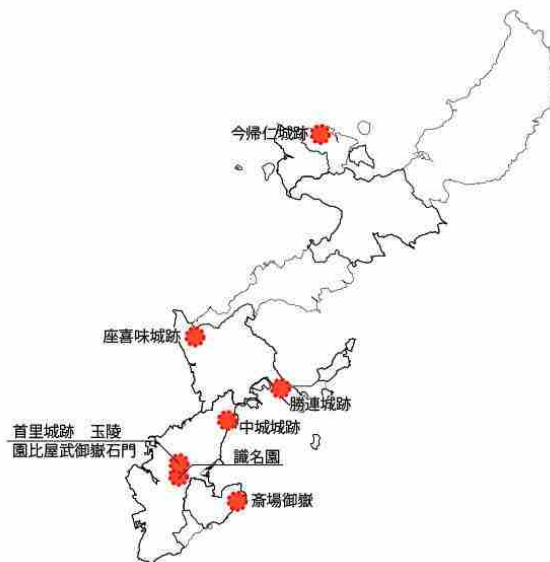 今帰仁城跡
座喜味城跡
勝連城跡
中城城跡
首里城跡　玉陵
園比屋武御嶽石門
識名園
斎場御嶽